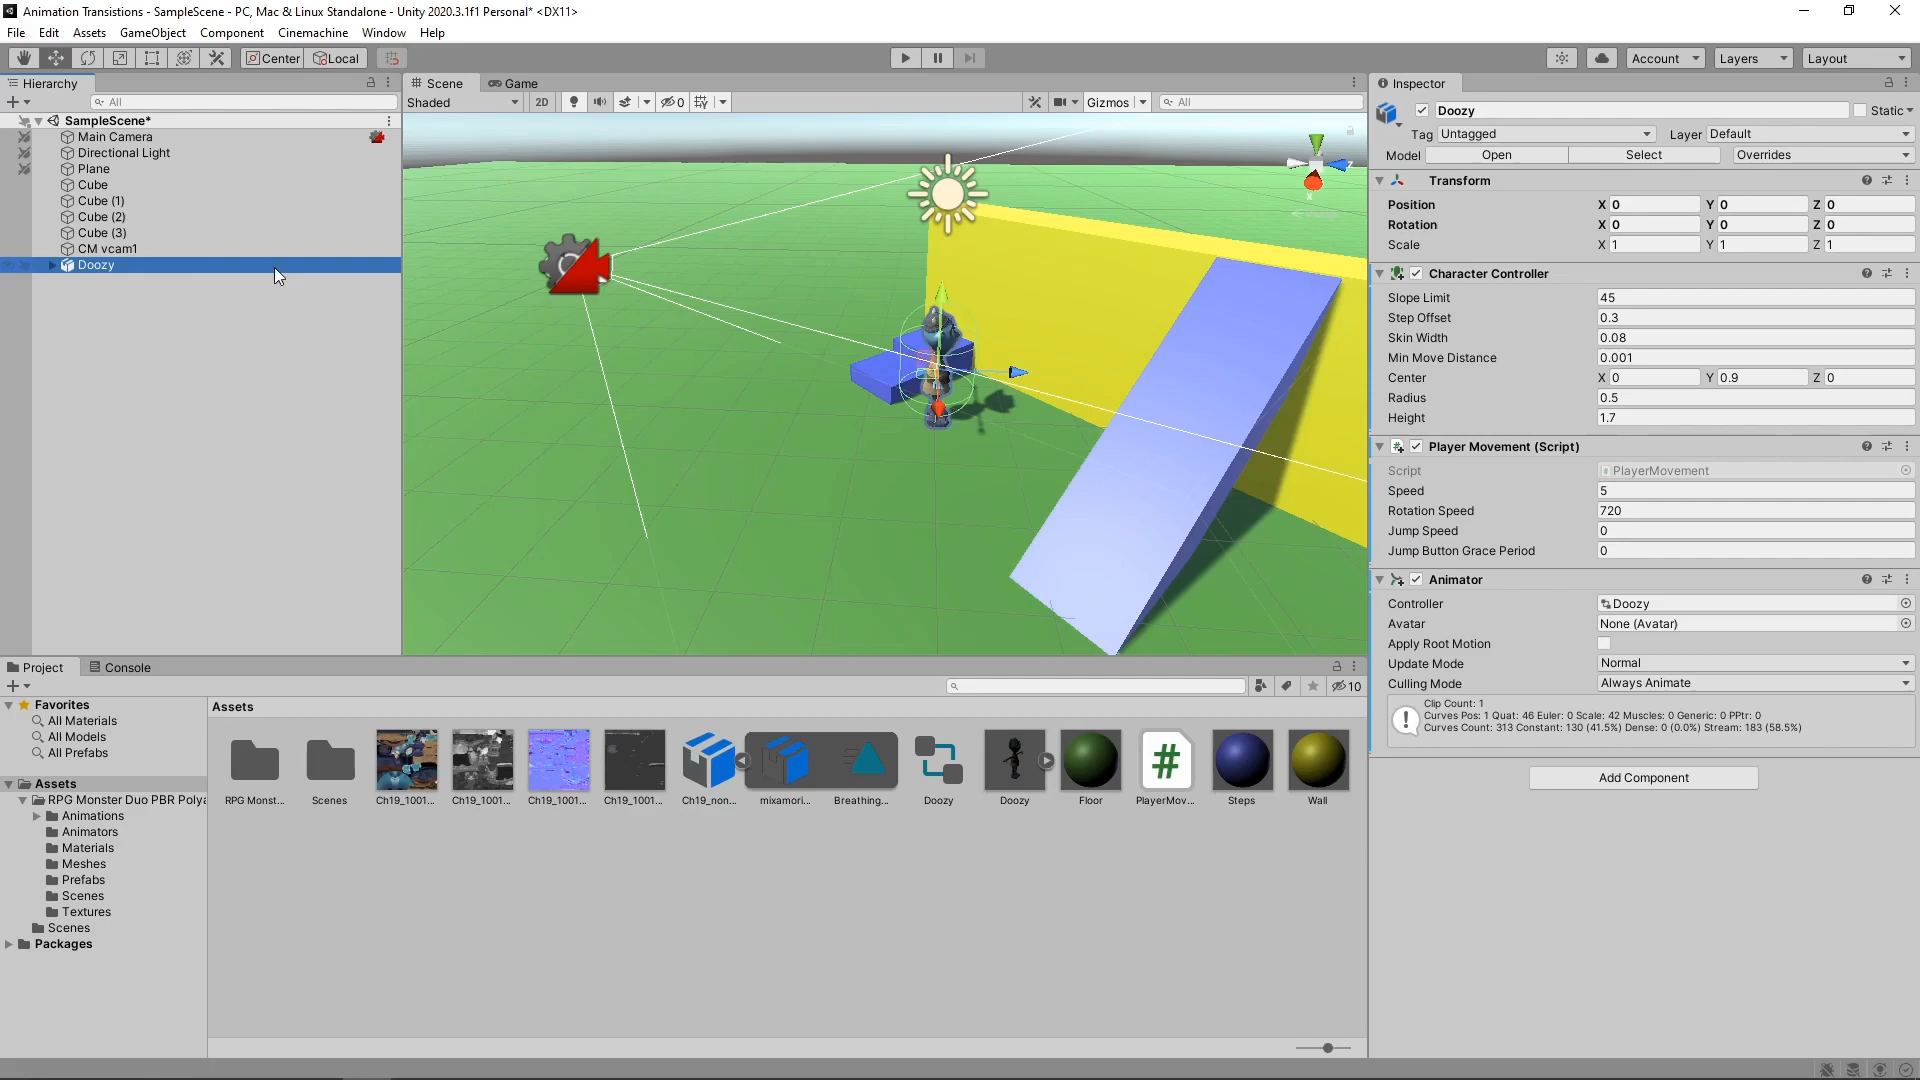 Animation Transistions - SampleScene - PC, Mac & Linux Standalone - Unity 2020.3.1f1 Personal* <DX11>
File Edit Assets GameObject Component Cinemachine Window Help
Center Local Account Layers Layout
Hierarchy
All
SampleScene*
Main Camera
Directional Light
Plane
Cube
Cube (1)
Cube (2)
Cube (3)
CM vcam1
Doozy
Scene Game
Shaded 2D 0 Gizmos All
Y
Z
X
Inspector
Doozy Static
Tag Untagged Layer Default
Model Open Select Overrides
Transform
Position X 0 Y 0 Z 0
Rotation X 0 Y 0 Z 0
Scale X 1 Y 1 Z 1
Character Controller
Slope Limit 45
Step Offset 0.3
Skin Width 0.08
Min Move Distance 0.001
Center X 0 Y 0.9 Z 0
Radius 0.5
Height 1.7
Player Movement (Script)
Script PlayerMovement
Speed 5
Rotation Speed 720
Jump Speed 0
Jump Button Grace Period 0
Animator
Controller Doozy
Avatar None (Avatar)
Apply Root Motion
Update Mode Normal
Culling Mode Always Animate
Clip Count: 1
Curves Pos: 1 Quat: 46 Euler: 0 Scale: 42 Muscles: 0 Generic: 0 PPtr: 0
Curves Count: 313 Constant: 130 (41.5%) Dense: 0 (0.0%) Stream: 183 (58.5%)
Add Component
Project Console
10
Favorites
All Materials
All Models
All Prefabs
Assets
RPG Monster Duo PBR Polya
Animations
Animators
Materials
Meshes
Prefabs
Scenes
Textures
Scenes
Packages
Assets
RPG Monst... Scenes Ch19_1001... Ch19_1001... Ch19_1001... Ch19_1001... Ch19_non... mixamori... Breathing... Doozy Doozy Floor PlayerMov... Steps Wall